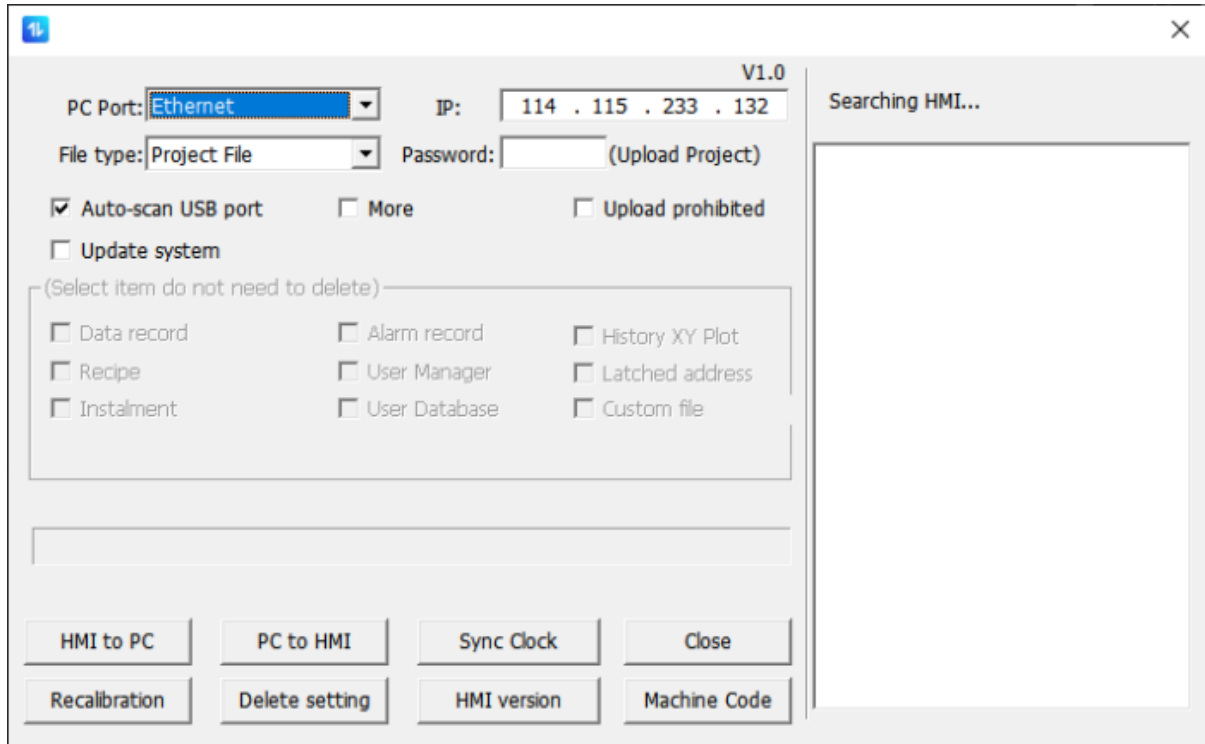 V1.0
PC Port: Ethernet IP: 114 . 115 . 233 . 132
File type: Project File Password: (Upload Project)
Auto-scan USB port More Upload prohibited
Update system
(Select item do not need to delete)
Data record Alarm record History XY Plot
Recipe User Manager Latched address
Instalment User Database Custom file
HMI to PC PC to HMI Sync Clock Close
Recalibration Delete setting HMI version Machine Code
Searching HMI...